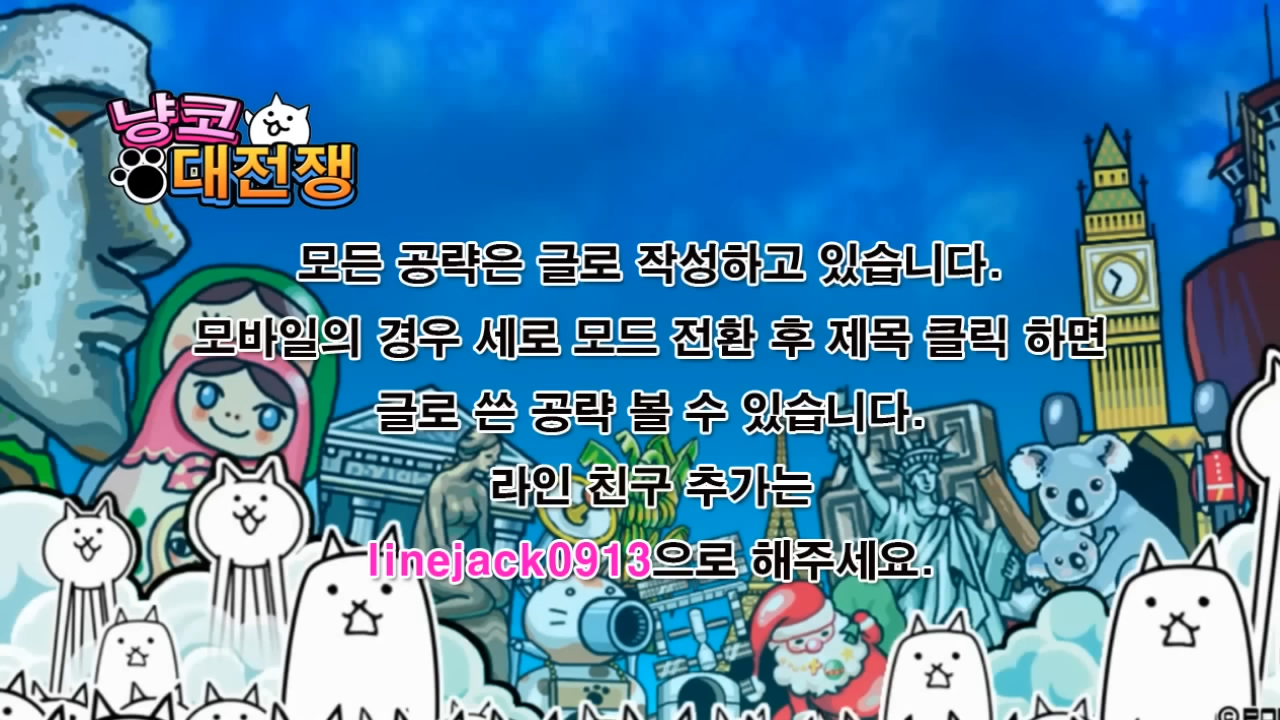 냥코
대전쟁
모든 공략은 글로 작성하고 있습니다.
모바일의 경우 세로 모드 전환 후 제목 클릭 하면
글로 쓴 공략 볼 수 있습니다.
라인 친구 추가는
linejack0913으로 해주세요.